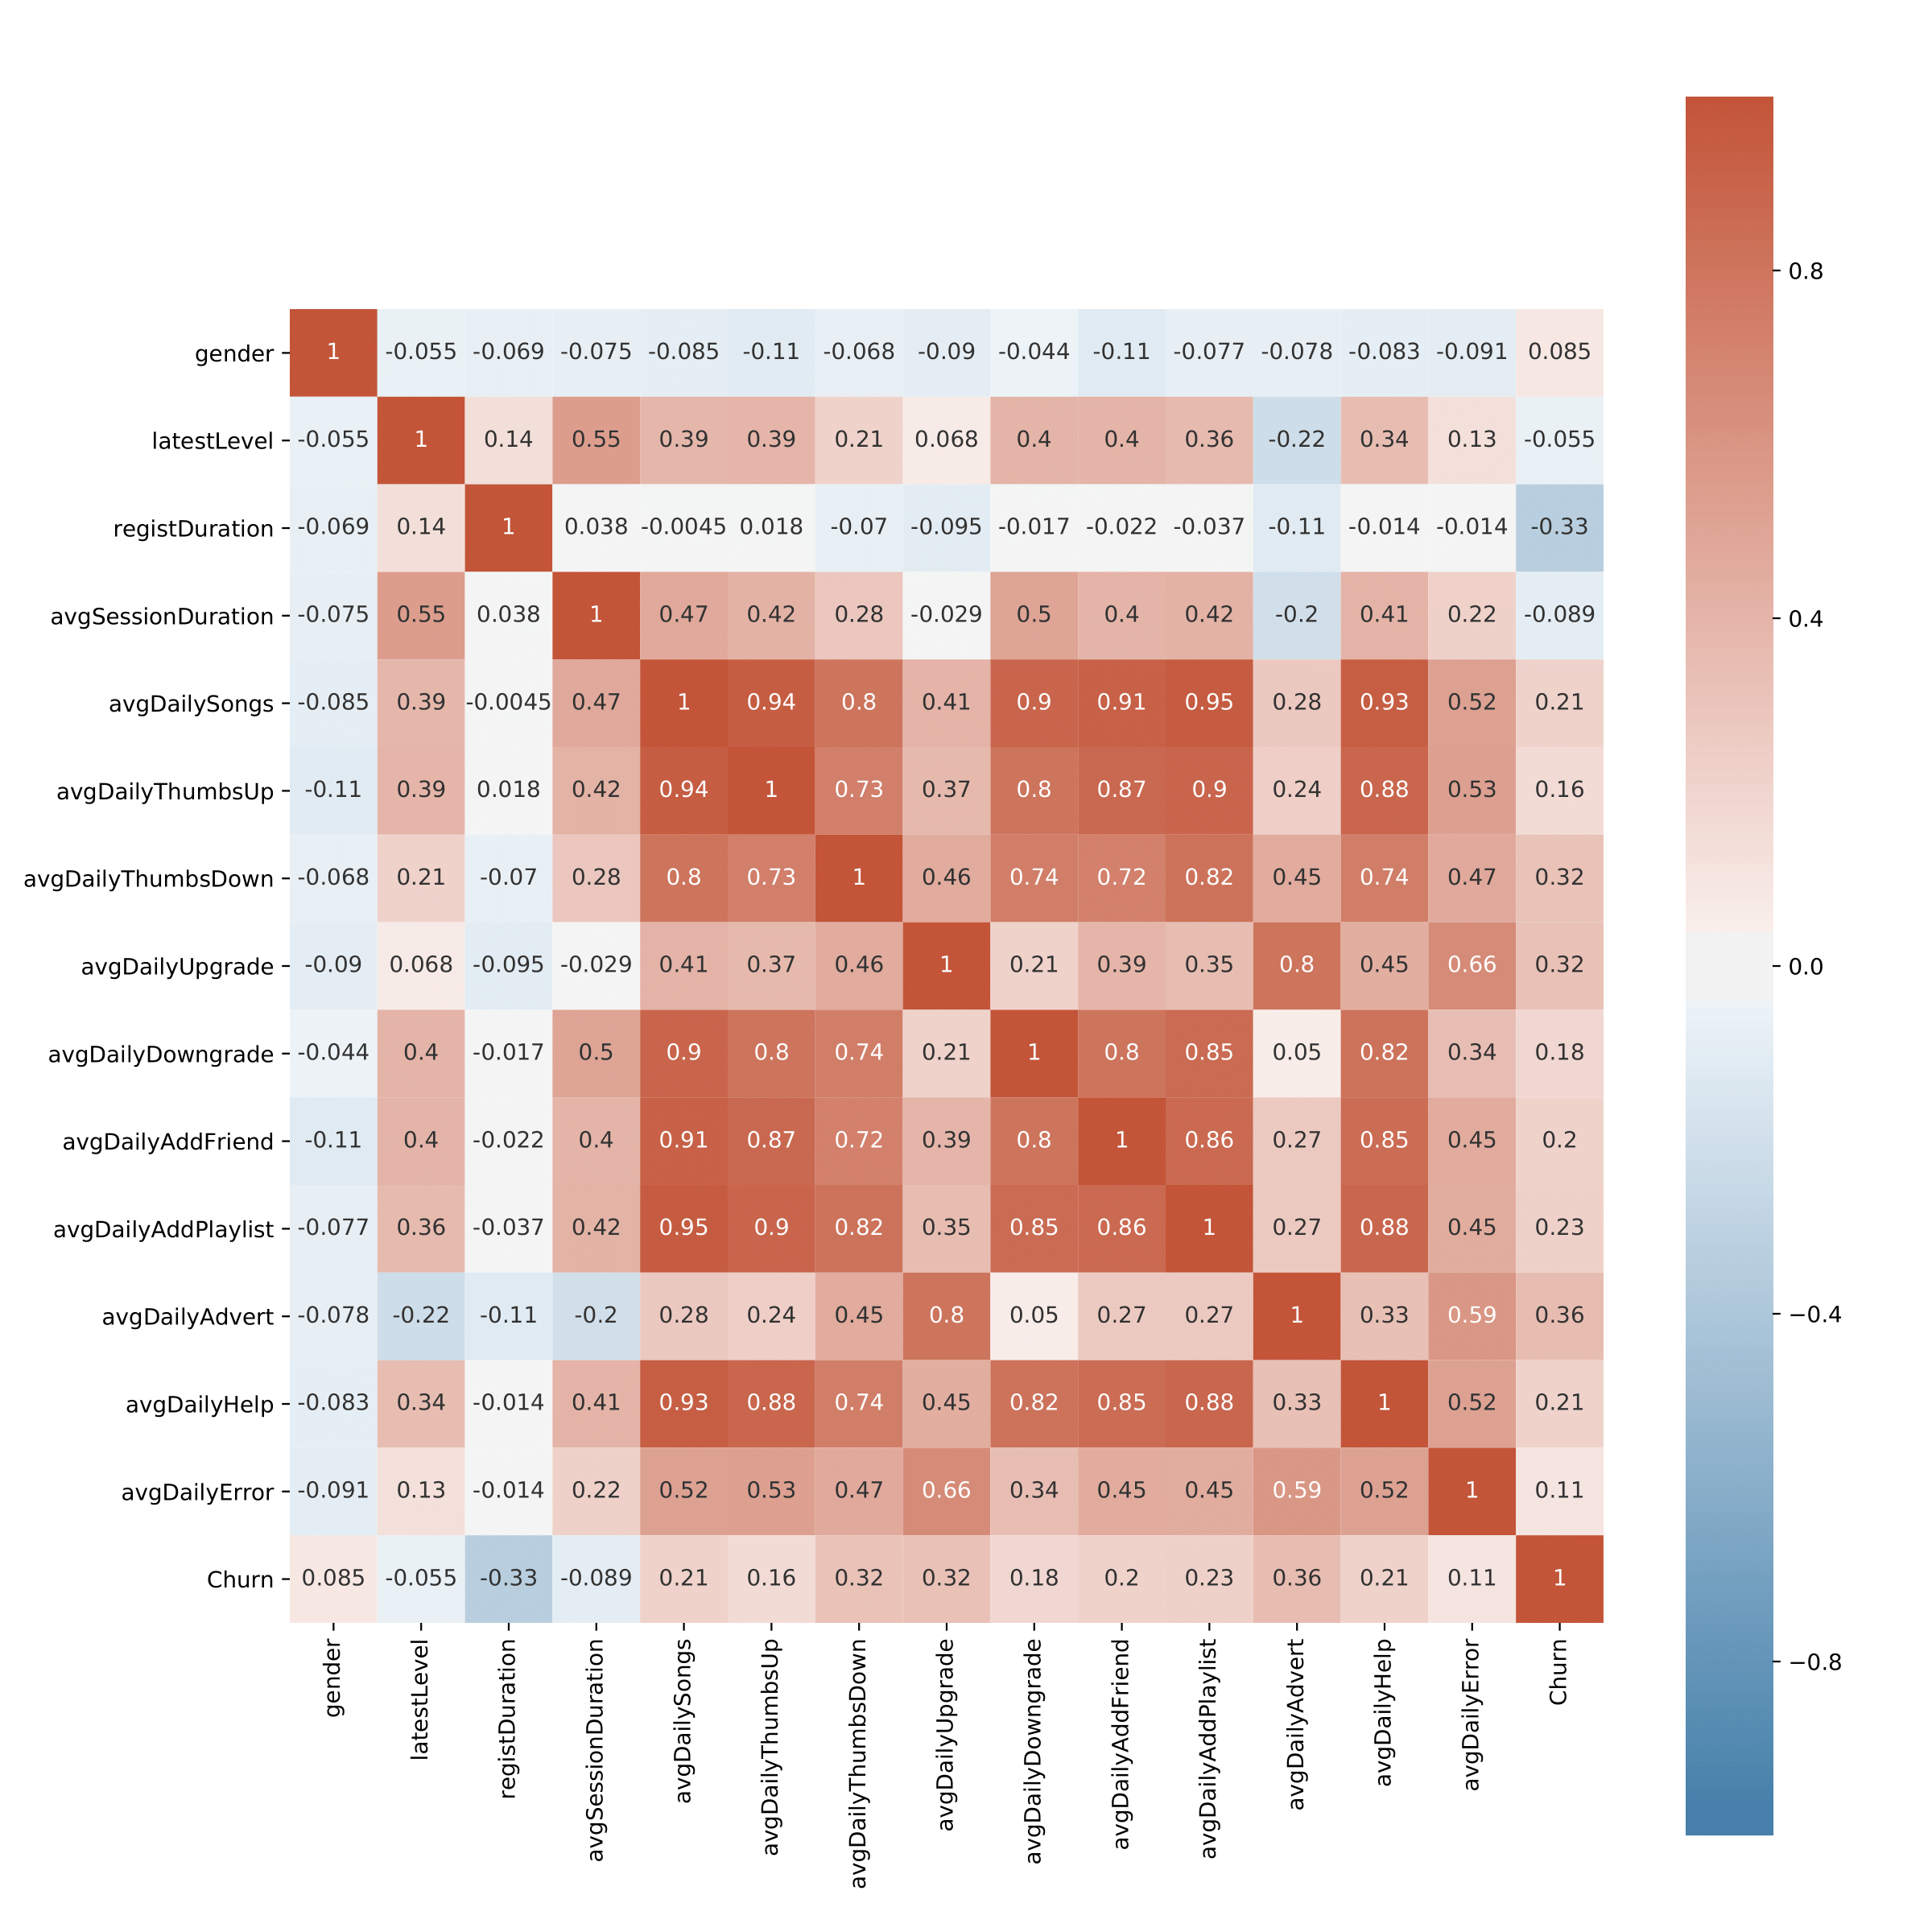 gender 1 -0.055 -0.069 -0.075 -0.085 -0.11 -0.068 -0.09 -0.044 -0.11 -0.077 -0.078 -0.083 -0.091 0.085
latestLevel -0.055 1 0.14 0.55 0.39 0.39 0.21 0.068 0.4 0.4 0.36 -0.22 0.34 0.13 -0.055
registDuration -0.069 0.14 1 0.038 -0.0045 0.018 -0.07 -0.095 -0.017 -0.022 -0.037 -0.11 -0.014 -0.014 -0.33
avgSessionDuration -0.075 0.55 0.038 1 0.47 0.42 0.28 -0.029 0.5 0.4 0.42 -0.2 0.41 0.22 -0.089
avgDailySongs -0.085 0.39 -0.0045 0.47 1 0.94 0.8 0.41 0.9 0.91 0.95 0.28 0.93 0.52 0.21
avgDailyThumbsUp -0.11 0.39 0.018 0.42 0.94 1 0.73 0.37 0.8 0.87 0.9 0.24 0.88 0.53 0.16
avgDailyThumbsDown -0.068 0.21 -0.07 0.28 0.8 0.73 1 0.46 0.74 0.72 0.82 0.45 0.74 0.47 0.32
avgDailyUpgrade -0.09 0.068 -0.095 -0.029 0.41 0.37 0.46 1 0.21 0.39 0.35 0.8 0.45 0.66 0.32
avgDailyDowngrade -0.044 0.4 -0.017 0.5 0.9 0.8 0.74 0.21 1 0.8 0.85 0.05 0.82 0.34 0.18
avgDailyAddFriend -0.11 0.4 -0.022 0.4 0.91 0.87 0.72 0.39 0.8 1 0.86 0.27 0.85 0.45 0.2
avgDailyAddPlaylist -0.077 0.36 -0.037 0.42 0.95 0.9 0.82 0.35 0.85 0.86 1 0.27 0.88 0.45 0.23
avgDailyAdvert -0.078 -0.22 -0.11 -0.2 0.28 0.24 0.45 0.8 0.05 0.27 0.27 1 0.33 0.59 0.36
avgDailyHelp -0.083 0.34 -0.014 0.41 0.93 0.88 0.74 0.45 0.82 0.85 0.88 0.33 1 0.52 0.21
avgDailyError -0.091 0.13 -0.014 0.22 0.52 0.53 0.47 0.66 0.34 0.45 0.45 0.59 0.52 1 0.11
Churn 0.085 -0.055 -0.33 -0.089 0.21 0.16 0.32 0.32 0.18 0.2 0.23 0.36 0.21 0.11 1
gender
latestLevel
registDuration
avgSessionDuration
avgDailySongs
avgDailyThumbsUp
avgDailyThumbsDown
avgDailyUpgrade
avgDailyDowngrade
avgDailyAddFriend
avgDailyAddPlaylist
avgDailyAdvert
avgDailyHelp
avgDailyError
Churn
0.8
0.4
0.0
−0.4
−0.8